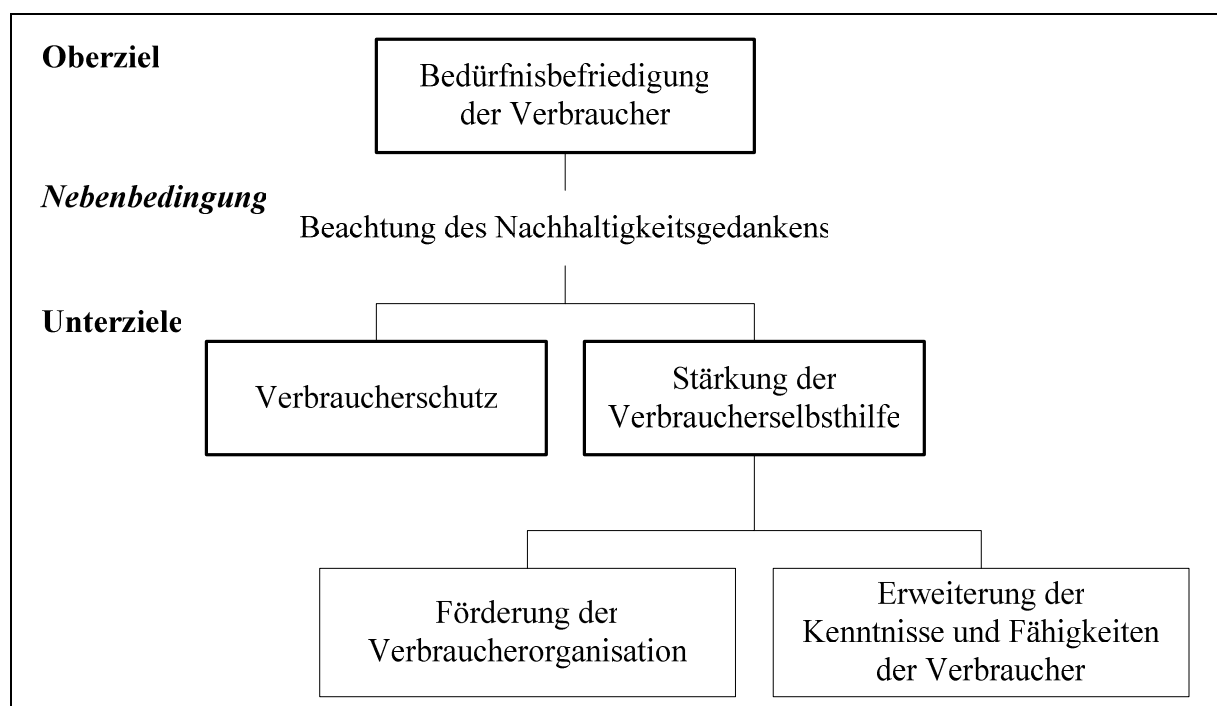 Oberziel
Bedürfnisbefriedigung
der Verbraucher
Nebenbedingung
Beachtung des Nachhaltigkeitsgedankens
Unterziele
Verbraucherschutz
Stärkung der
Verbraucherselbsthilfe
Förderung der
Verbraucherorganisation
Erweiterung der
Kenntnisse und Fähigkeiten
der Verbraucher